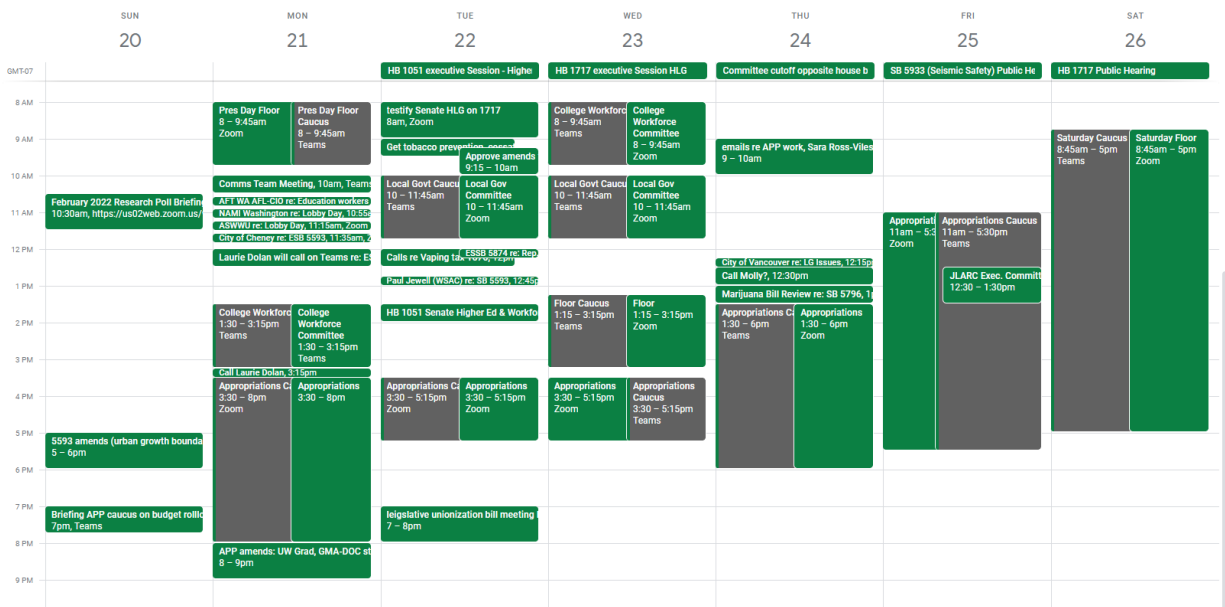 SUN
MON
TUE
WED
THU
FRI
SAT
20
21
22
23
24
25
26
GMT-07
HB 1051 executive Session - Higher
HB 1717 executive Session HLG
Committee cutoff opposite house b
SB 5933 (Seismic Safety) Public He
HB 1717 Public Hearing
8 AM
9 AM
10 AM
11 AM
12 PM
1 PM
2 PM
3 PM
4 PM
5 PM
6 PM
7 PM
8 PM
9 PM
February 2022 Research Poll Briefing
10:30am, https://us02web.zoom.us/
5593 amends (urban growth bounda
5 – 6pm
Briefing APP caucus on budget rollo
7pm, Teams
Pres Day Floor
8 – 9:45am
Zoom
Pres Day Floor
Caucus
8 – 9:45am
Teams
Comms Team Meeting, 10am, Teams
AFT WA AFL-CIO re: Education workers
NAMI Washington re: Lobby Day, 10:55a
ASWWU re: Lobby Day, 11:15am, Zoom
City of Cheney re: ESB 5593, 11:35am, Z
Laurie Dolan will call on Teams re: ES
College Workforc
1:30 – 3:15pm
Teams
College
Workforce
Committee
1:30 – 3:15pm
Teams
Call Laurie Dolan, 3:15pm
Appropriations Ca
3:30 – 8pm
Zoom
Appropriations
3:30 – 8pm
APP amends: UW Grad, GMA-DOC st
8 – 9pm
testify Senate HLG on 1717
8am, Zoom
Get tobacco prevention,
Approve amends
9:15 – 10am
Local Govt Caucu
10 – 11:45am
Teams
Local Gov
Committee
10 – 11:45am
Zoom
Calls re Vaping tax 1676, 12pm
ESSB 5874 re: Rep.
Paul Jewell (WSAC) re: SB 5593, 12:45p
HB 1051 Senate Higher Ed & Workfo
Appropriations Ca
3:30 – 5:15pm
Teams
Appropriations
3:30 – 5:15pm
Zoom
leigslative unionization bill meeting
7 – 8pm
College Workforc
8 – 9:45am
Teams
College
Workforce
Committee
8 – 9:45am
Zoom
Local Govt Caucu
10 – 11:45am
Teams
Local Gov
Committee
10 – 11:45am
Zoom
Floor Caucus
1:15 – 3:15pm
Teams
Floor
1:15 – 3:15pm
Zoom
Appropriations
3:30 – 5:15pm
Zoom
Appropriations
Caucus
3:30 – 5:15pm
Teams
emails re APP work, Sara Ross-Viles
9 – 10am
City of Vancouver re: LG Issues, 12:15p
Call Molly?, 12:30pm
Marijuana Bill Review re: SB 5796, 1p
Appropriations Ca
1:30 – 6pm
Teams
Appropriations
1:30 – 6pm
Zoom
Appropriati
11am – 5:3
Zoom
Appropriations Caucus
11am – 5:30pm
Teams
JLARC Exec. Committ
12:30 – 1:30pm
Saturday Caucus
8:45am – 5pm
Teams
Saturday Floor
8:45am – 5pm
Zoom